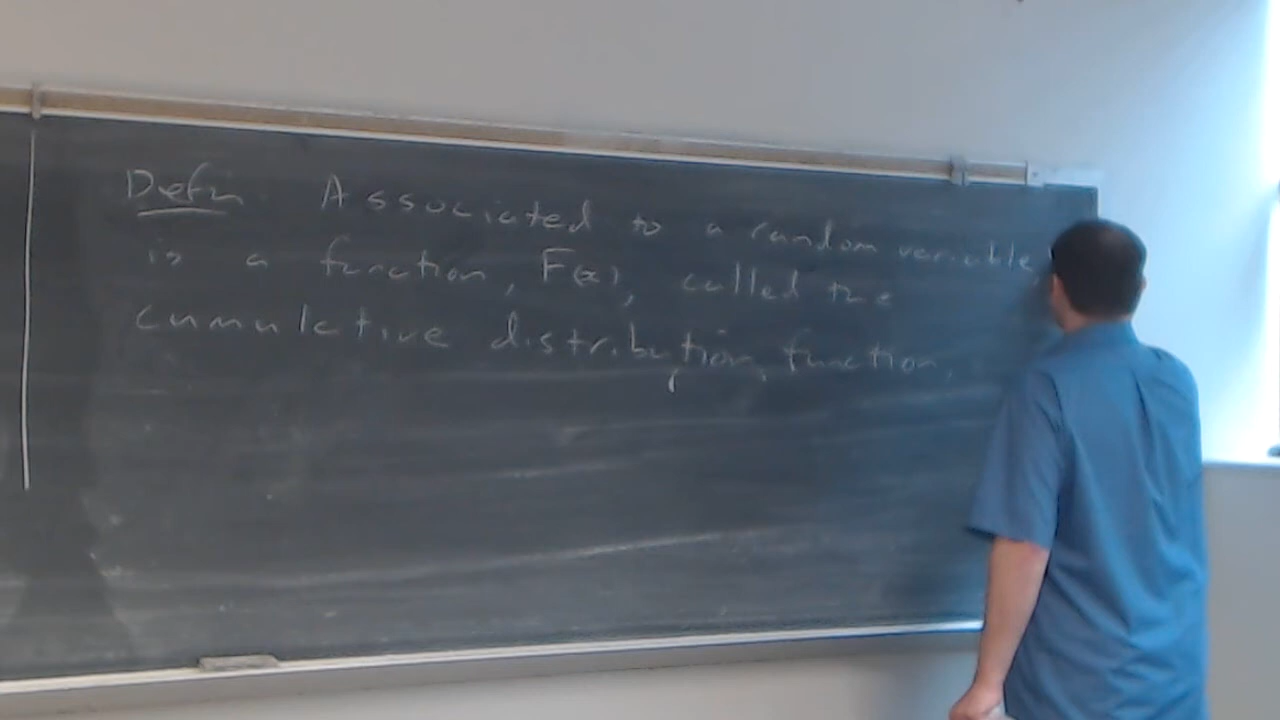 Defn Associated to a random variable
is a function, F(x), called the
cumulative distribution function,